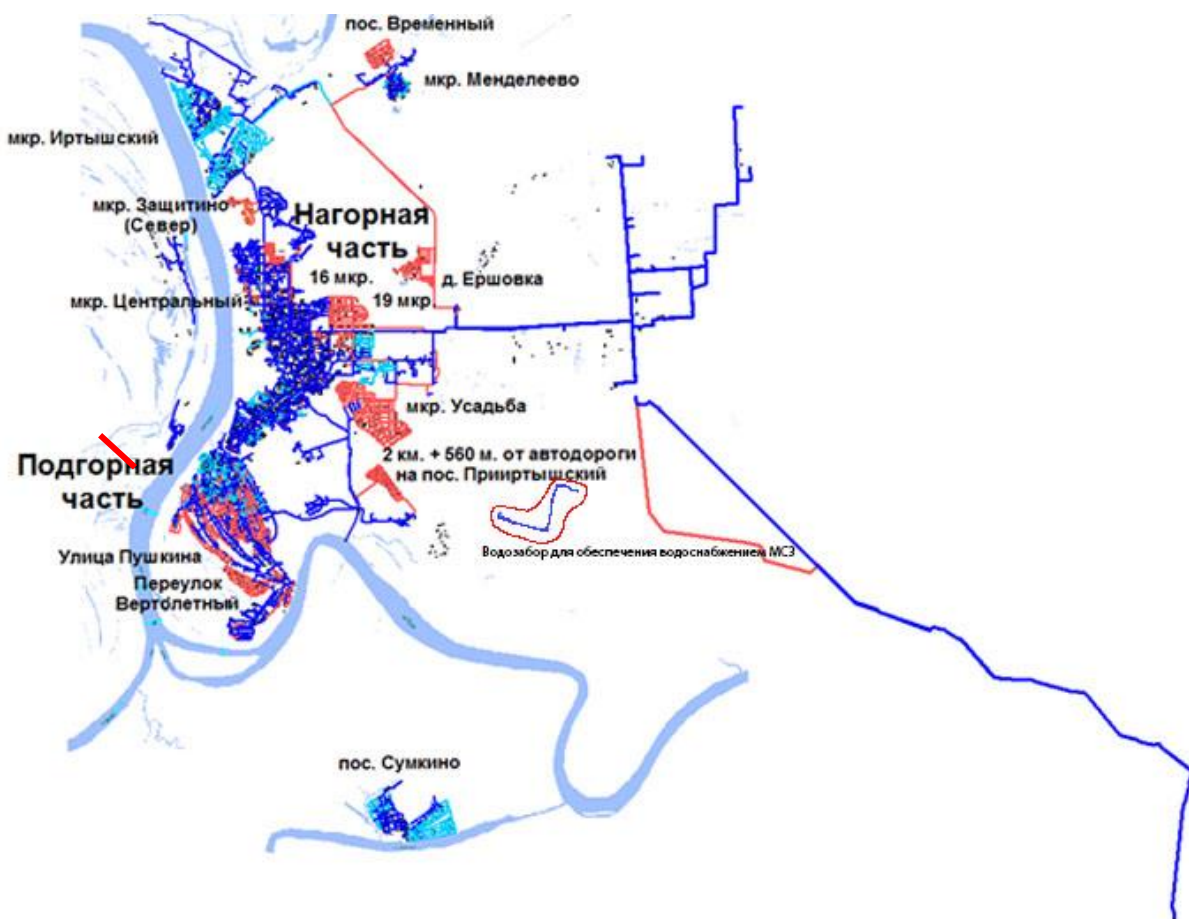 пос. Временный
мкр. Менделеево
мкр. Иртышский
мкр. Защитино
(Север)
Нагорная
часть
16 мкр.
д. Ершовка
мкр. Центральный
19 мкр.
мкр. Усадьба
2 км. + 560 м. от автодороги
на пос. Прииртышский
Подгорная
часть
Водозабор для обеспечения водоснабжением МСЗ
Улица Пушкина
Переулок
Вертолетный
пос. Сумкино